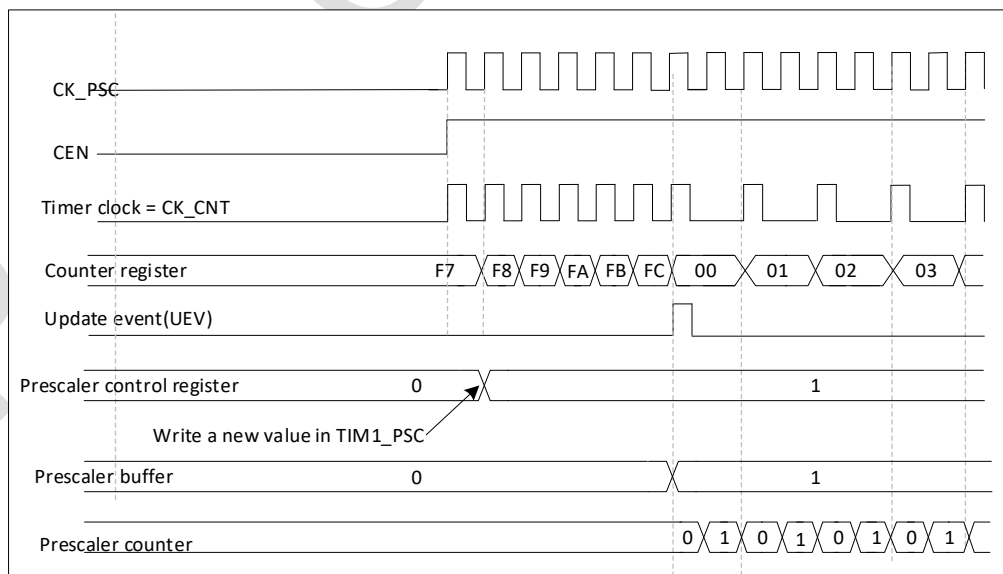 CK_PSC
CEN
Timer clock = CK_CNT
Counter register F7 F8 F9 FA FB FC 00 01 02 03
Update event(UEV)
Prescaler control register 0 1
Write a new value in TIM1_PSC
Prescaler buffer 0 1
Prescaler counter 0 1 0 1 0 1 0 1